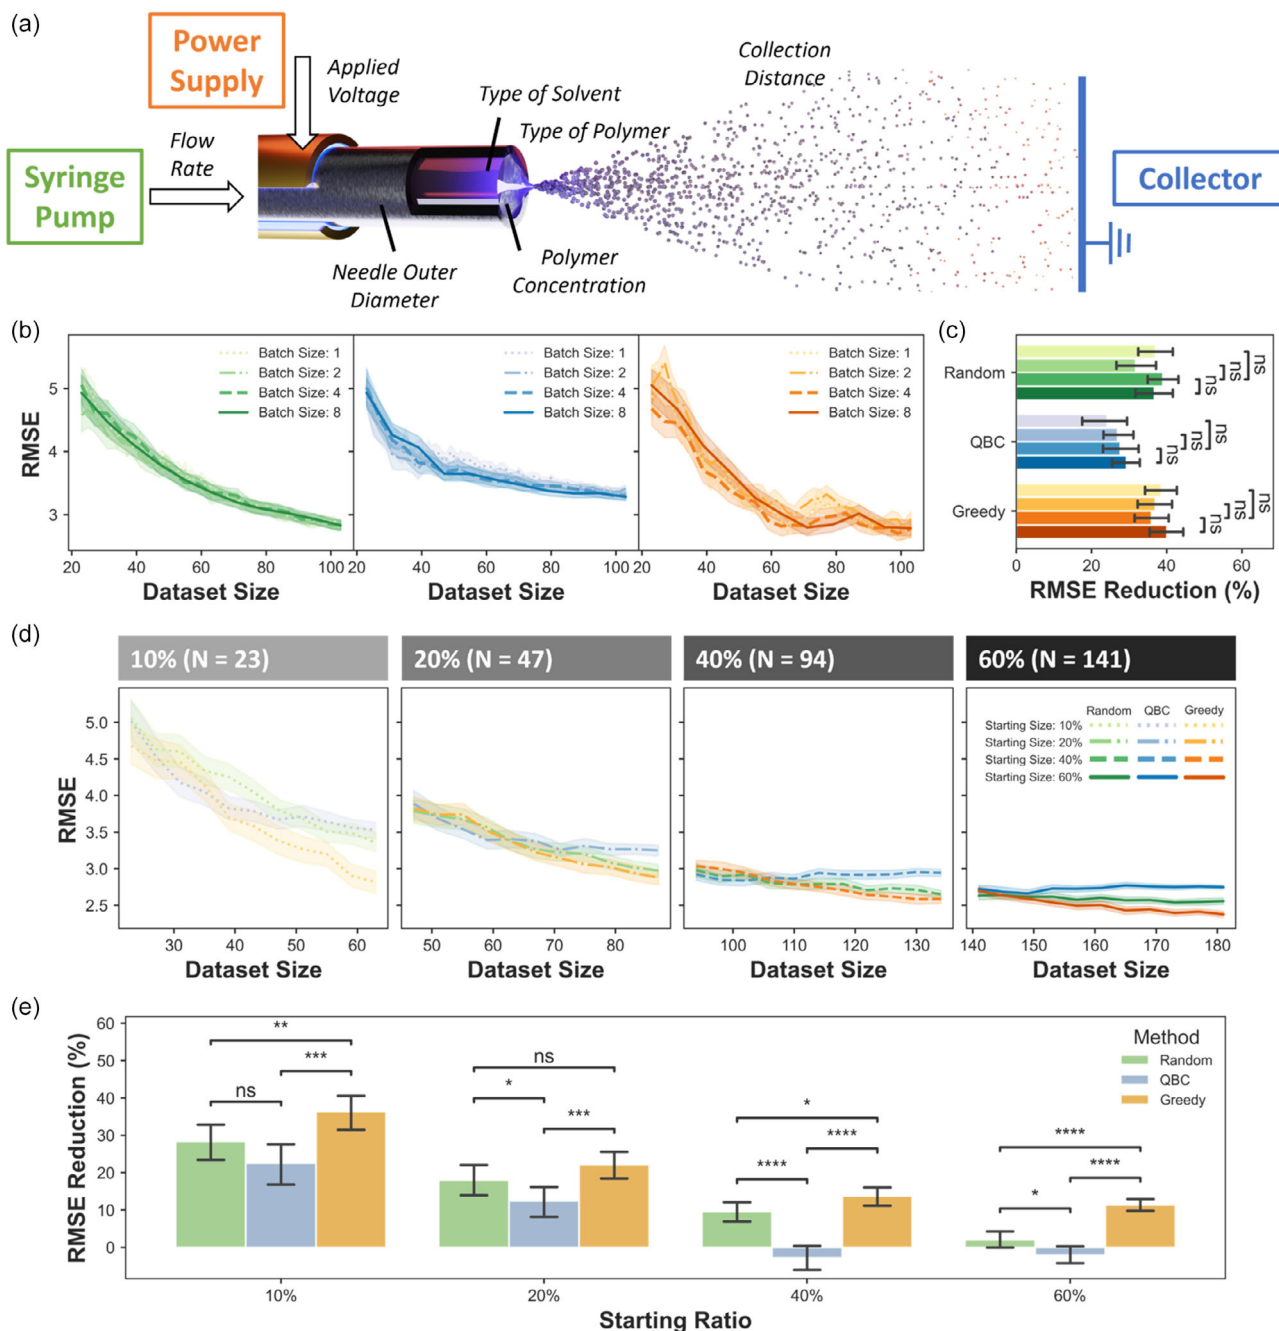 (a)
Power
Supply
Applied
Voltage
Flow
Rate
Syringe
Pump
Type of Solvent
Type of Polymer
Collection
Distance
Collector
Needle Outer
Diameter
Polymer
Concentration
(b)
RMSE
5
4
3
Batch Size: 1
Batch Size: 2
Batch Size: 4
Batch Size: 8
20 40 60 80 100
Dataset Size
Batch Size: 1
Batch Size: 2
Batch Size: 4
Batch Size: 8
20 40 60 80 100
Dataset Size
Batch Size: 1
Batch Size: 2
Batch Size: 4
Batch Size: 8
20 40 60 80 100
Dataset Size
(c)
Random
ns ns ns
QBC
ns ns ns
Greedy
ns ns ns
0 20 40 60
RMSE Reduction (%)
(d)
10% (N = 23)
20% (N = 47)
40% (N = 94)
60% (N = 141)
RMSE
5.0
4.5
4.0
3.5
3.0
2.5
Random QBC Greedy
Starting Size: 10%
Starting Size: 20%
Starting Size: 40%
Starting Size: 60%
30 40 50 60
Dataset Size
50 60 70 80
Dataset Size
100 110 120 130
Dataset Size
140 150 160 170 180
Dataset Size
(e)
RMSE Reduction (%)
60
50
40
30
20
10
0
Method
Random
QBC
Greedy
**
***
ns
ns
*
***
*
****
****
****
****
*
10% 20% 40% 60%
Starting Ratio